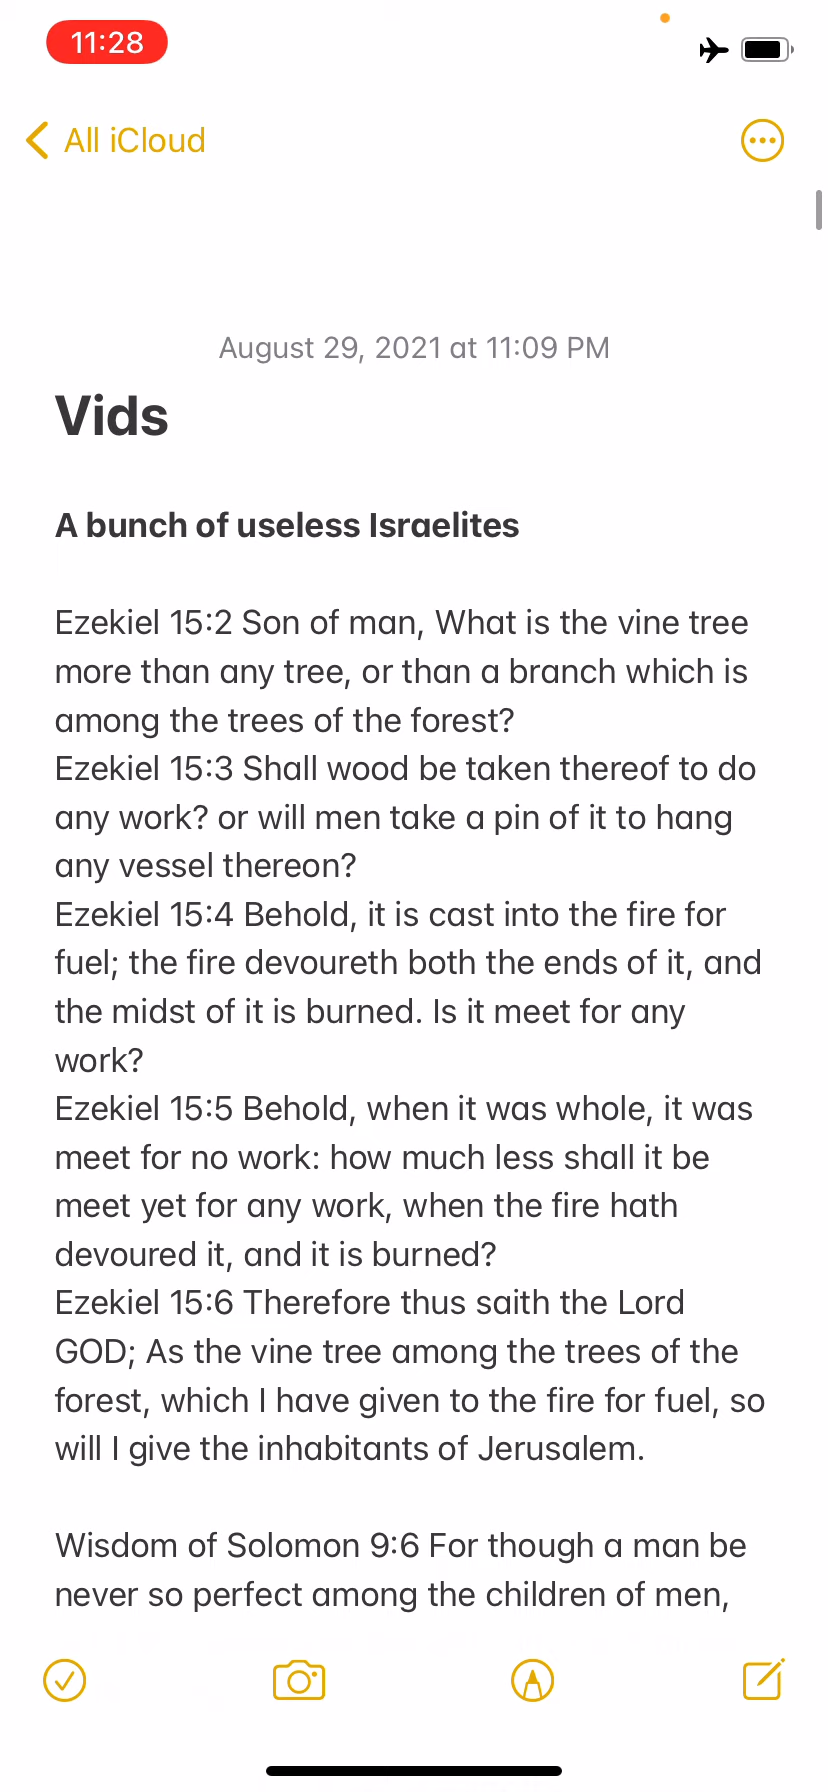 11:28
All iCloud
August 29, 2021 at 11:09 PM
Vids
A bunch of useless Israelites
Ezekiel 15:2 Son of man, What is the vine tree
more than any tree, or than a branch which is
among the trees of the forest?
Ezekiel 15:3 Shall wood be taken thereof to do
any work? or will men take a pin of it to hang
any vessel thereon?
Ezekiel 15:4 Behold, it is cast into the fire for
fuel; the fire devoureth both the ends of it, and
the midst of it is burned. Is it meet for any
work?
Ezekiel 15:5 Behold, when it was whole, it was
meet for no work: how much less shall it be
meet yet for any work, when the fire hath
devoured it, and it is burned?
Ezekiel 15:6 Therefore thus saith the Lord
GOD; As the vine tree among the trees of the
forest, which I have given to the fire for fuel, so
will I give the inhabitants of Jerusalem.
Wisdom of Solomon 9:6 For though a man be
never so perfect among the children of men,